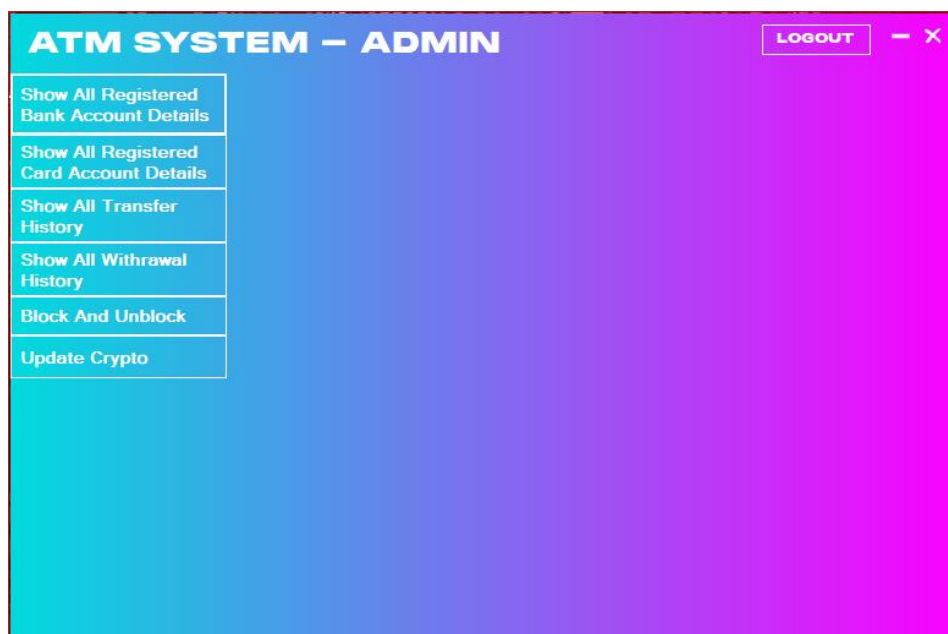 ATM SYSTEM – ADMIN
LOGOUT
Show All Registered
Bank Account Details
Show All Registered
Card Account Details
Show All Transfer
History
Show All Withrawal
History
Block And Unblock
Update Crypto